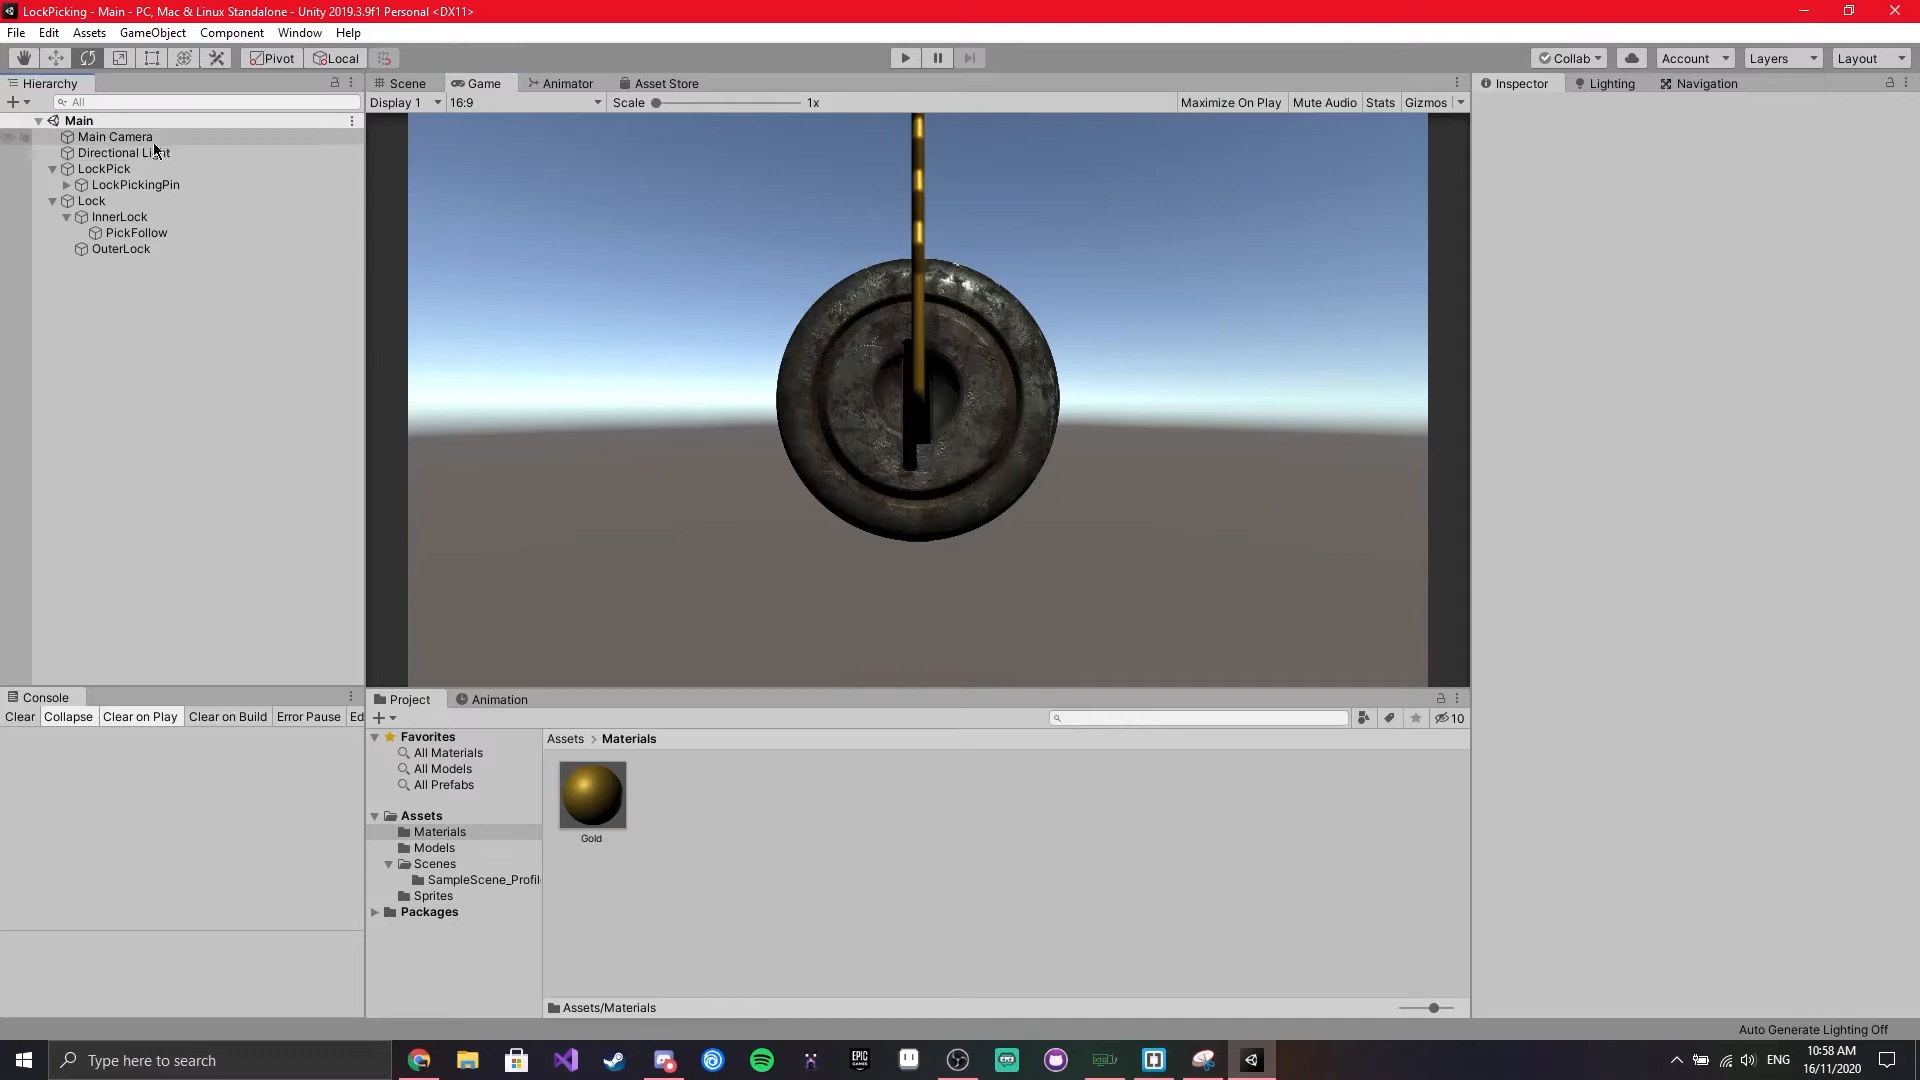 LockPicking - Main - PC, Mac & Linux Standalone - Unity 2019.3.9f1 Personal <DX11>
File Edit Assets GameObject Component Window Help
Pivot Local Collab Account Layers Layout
Hierarchy
All
Main
Main Camera
Directional Light
LockPick
LockPickingPin
Lock
InnerLock
PickFollow
OuterLock
Scene Game Animator Asset Store
Display 1 16:9 Scale 1x Maximize On Play Mute Audio Stats Gizmos
Inspector Lighting Navigation
Console
Clear Collapse Clear on Play Clear on Build Error Pause Ed
Project Animation
10
Favorites
All Materials
All Models
All Prefabs
Assets
Materials
Models
Scenes
SampleScene_Profil
Sprites
Packages
Assets > Materials
Gold
Assets/Materials
Auto Generate Lighting Off
Type here to search
EPIC GAMES
ENG
10:58 AM
16/11/2020